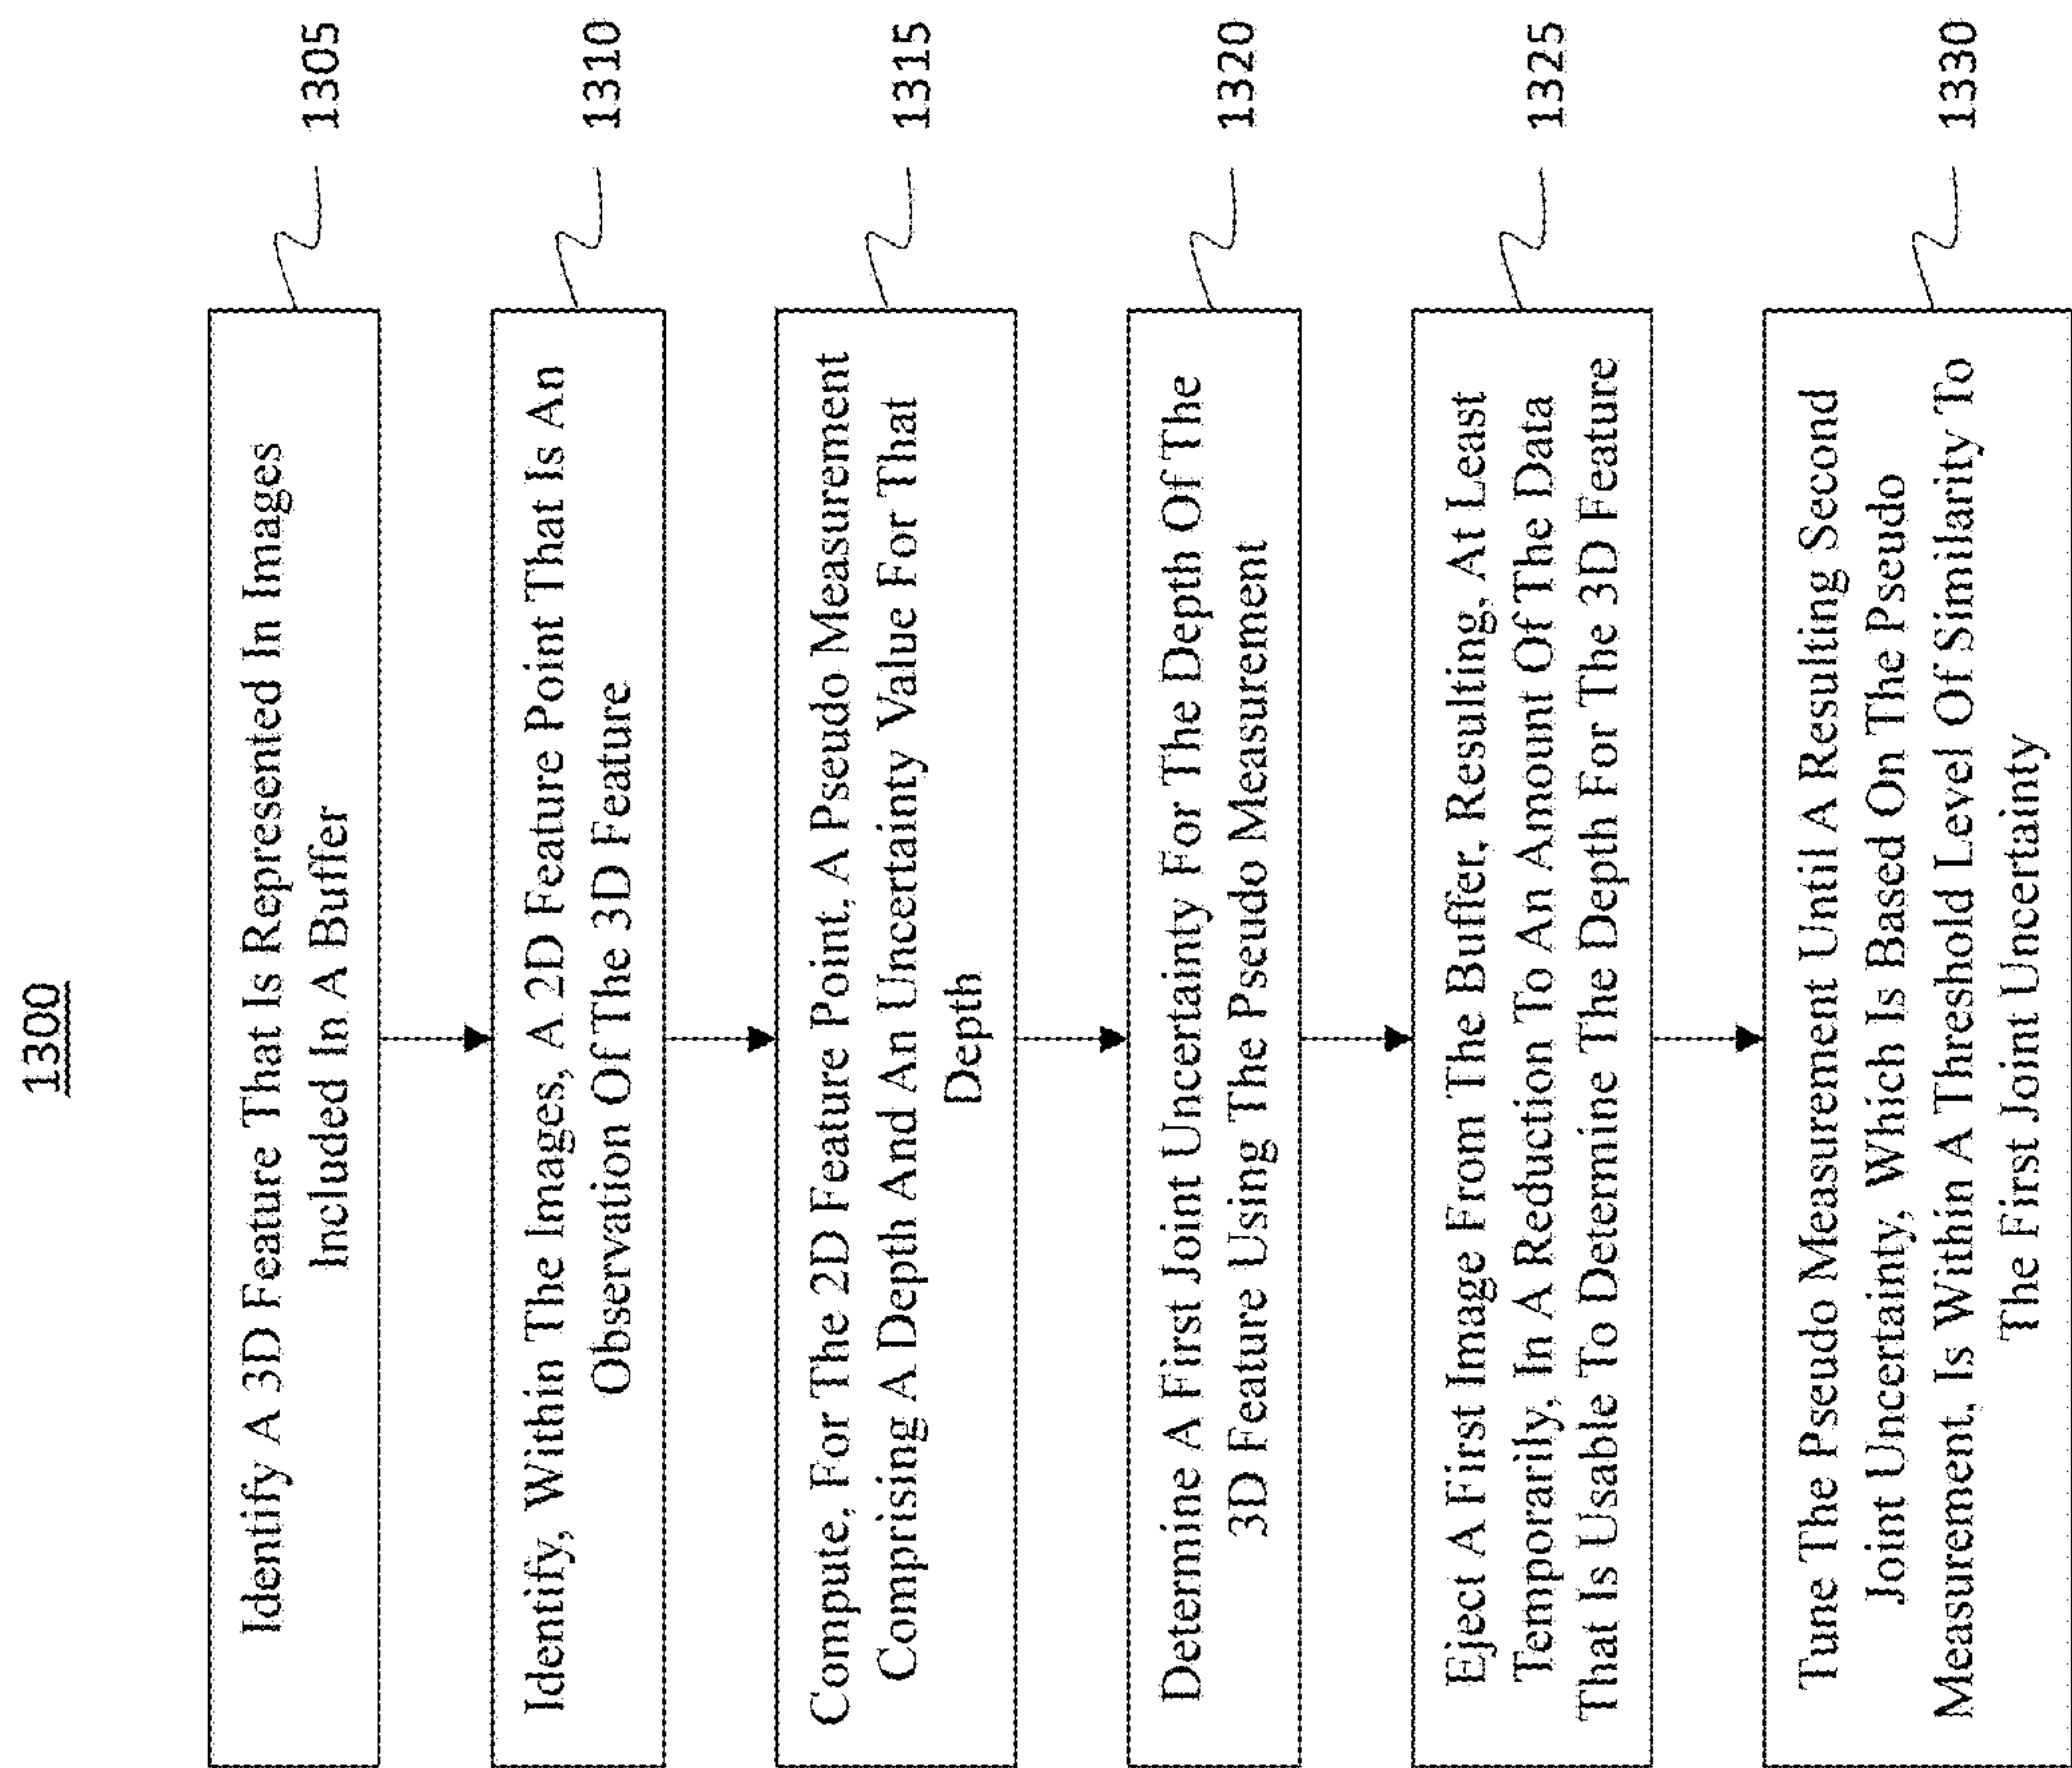 1300
Identify A 3D Feature That Is Represented In Images
Included In A Buffer
1305
Identify, Within The Images, A 2D Feature Point That Is An
Observation Of The 3D Feature
1310
Compute, For The 2D Feature Point, A Pseudo Measurement
Comprising A Depth And An Uncertainty Value For That
Depth
1315
Determine A First Joint Uncertainty For The Depth Of The
3D Feature Using The Pseudo Measurement
1320
Eject A First Image From The Buffer, Resulting, At Least
Temporarily, In A Reduction To An Amount Of The Data
That Is Usable To Determine The Depth For The 3D Feature
1325
Tune The Pseudo Measurement Until A Resulting Second
Joint Uncertainty, Which Is Based On The Pseudo
Measurement, Is Within A Threshold Level Of Similarity To
The First Joint Uncertainty
1330